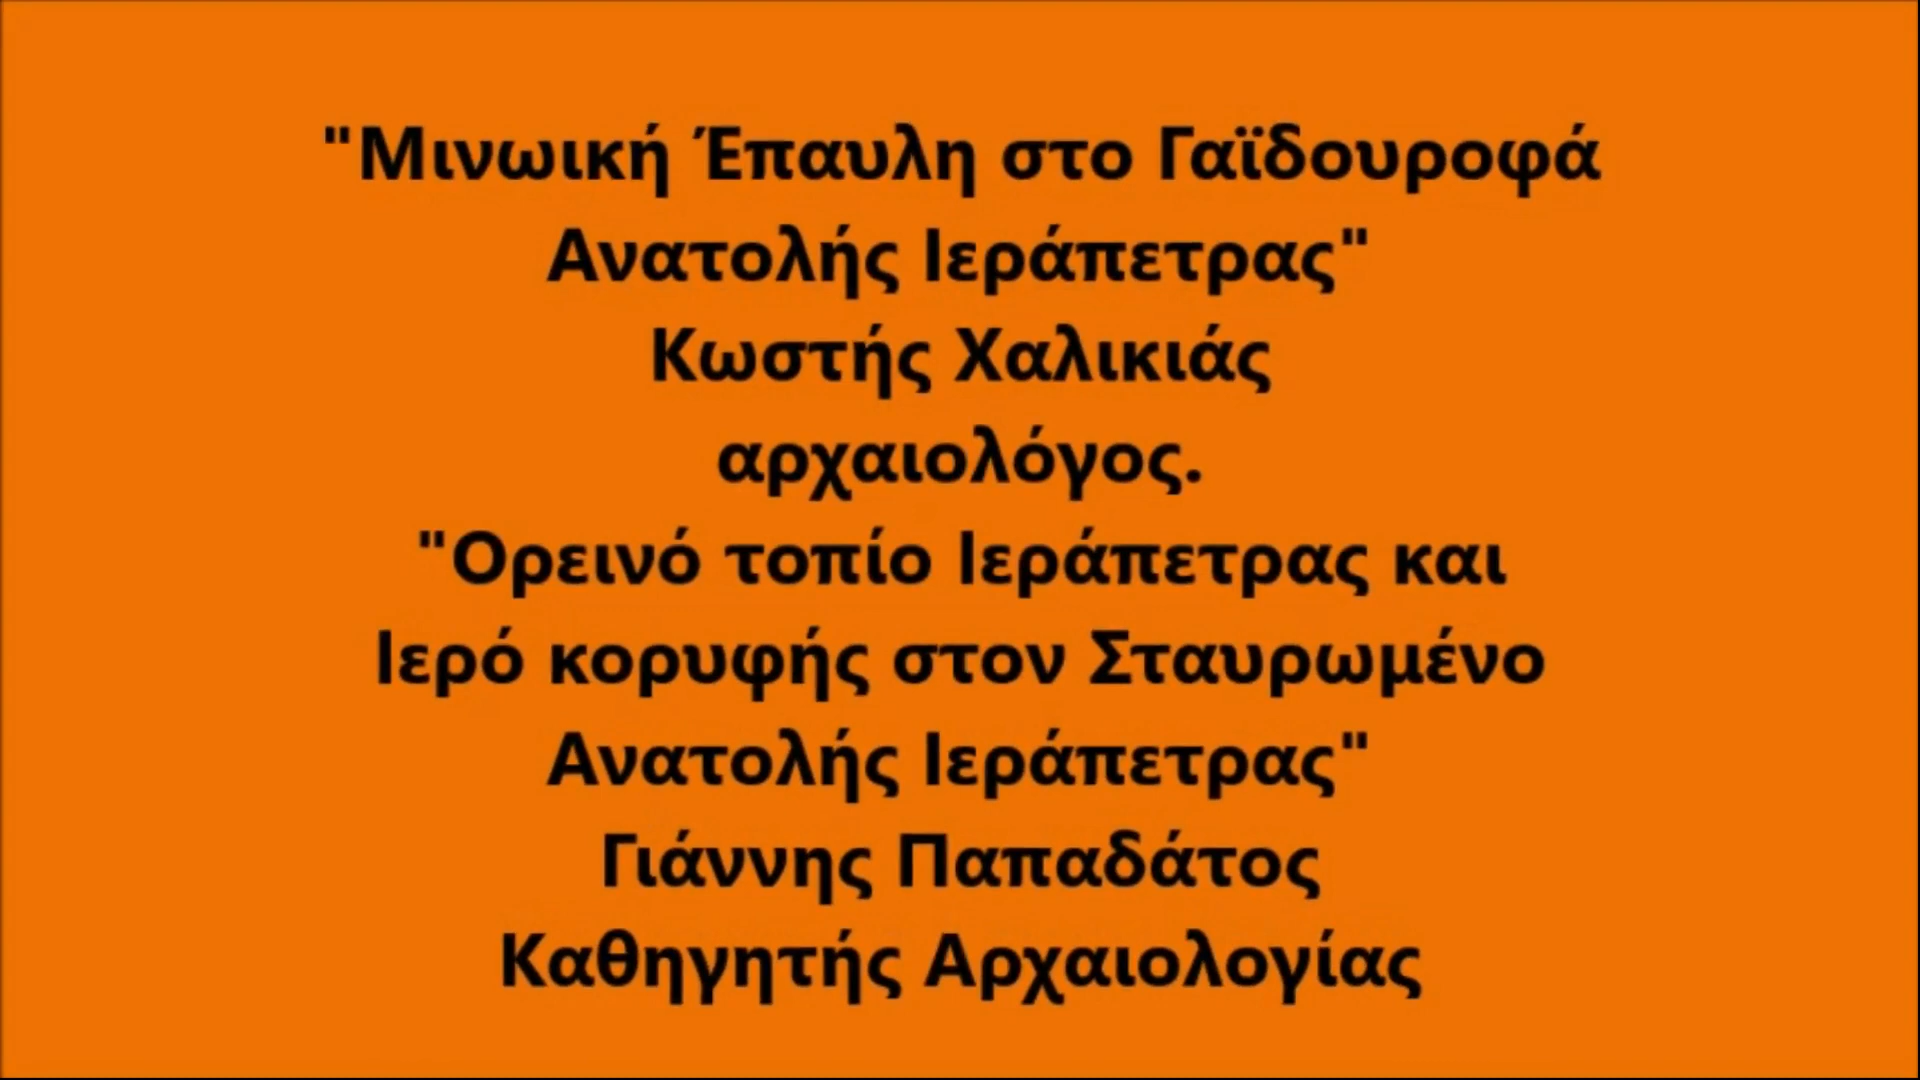 "Μινωική Έπαυλη στο Γαϊδουροφά
Ανατολής Ιεράπετρας"
Κωστής Χαλικιάς
αρχαιολόγος.
"Ορεινό τοπίο Ιεράπετρας και
Ιερό κορυφής στον Σταυρωμένο
Ανατολής Ιεράπετρας"
Γιάννης Παπαδάτος
Καθηγητής Αρχαιολογίας